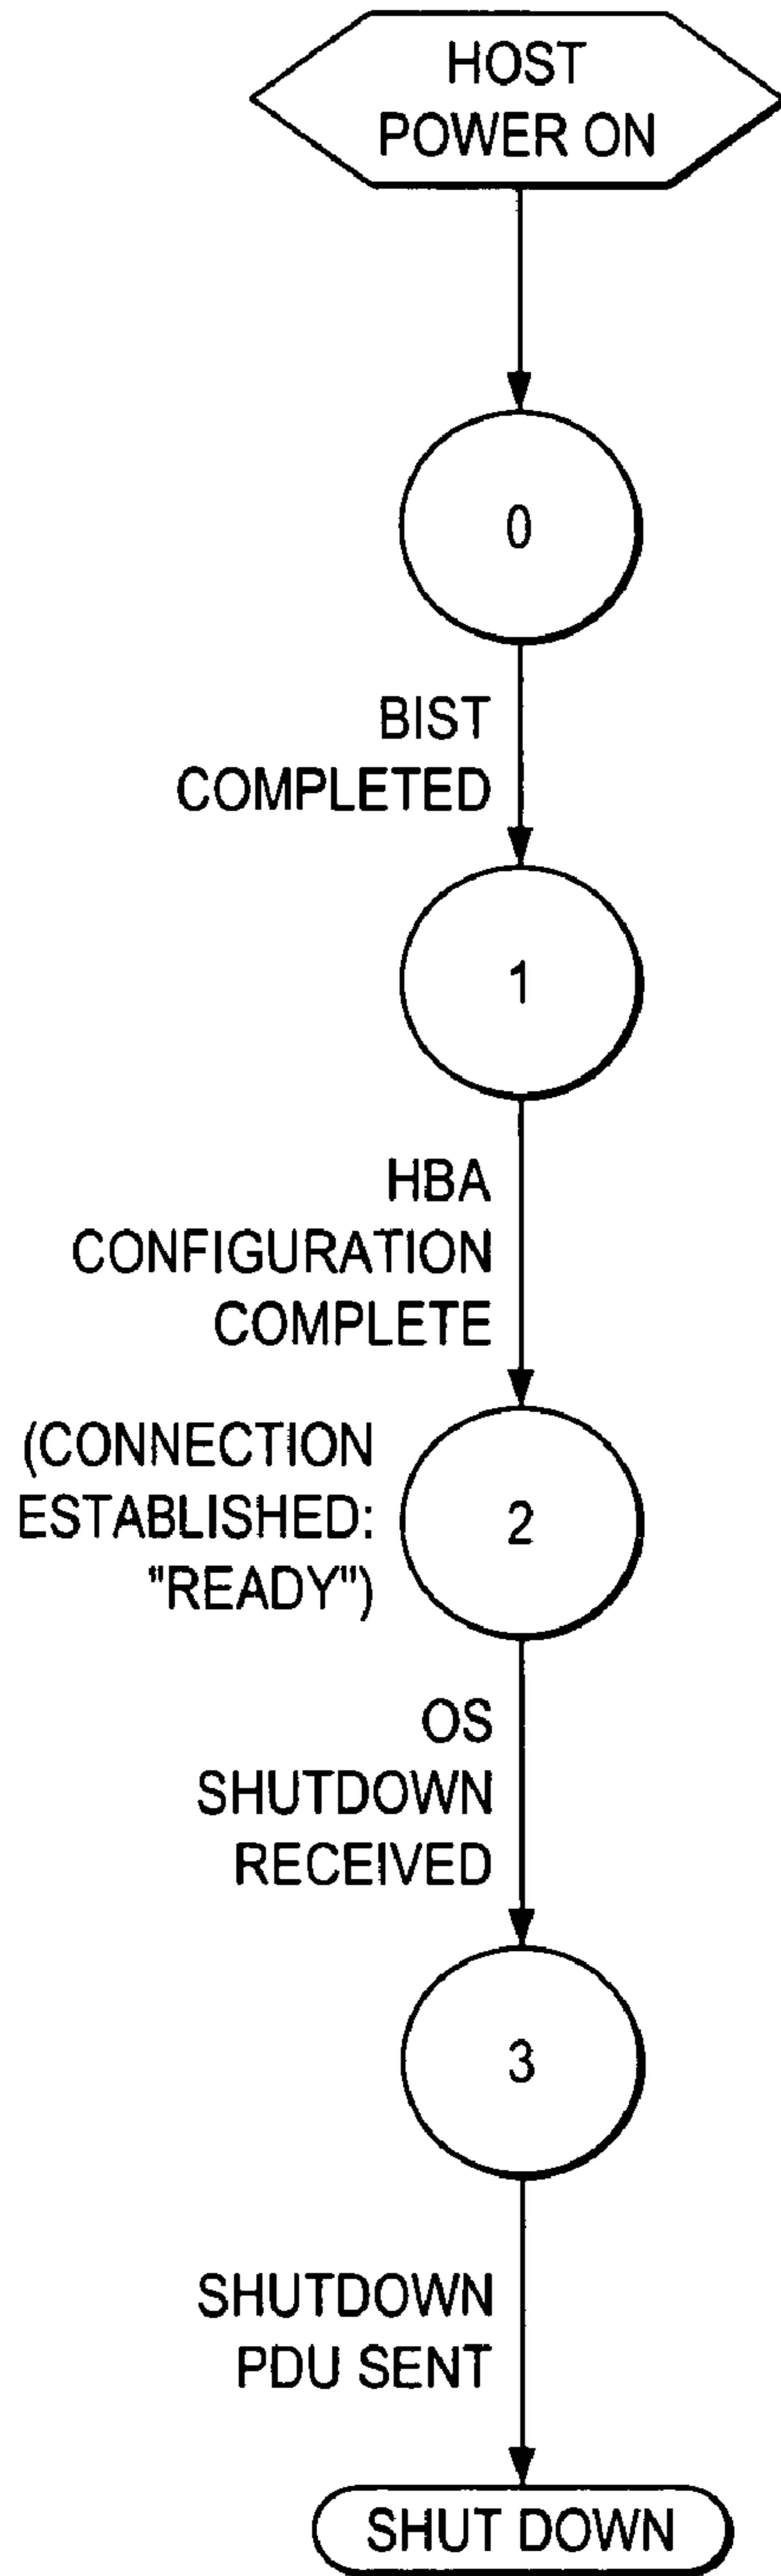 HOST
POWER ON
0
BIST
COMPLETED
1
HBA
CONFIGURATION
COMPLETE
(CONNECTION
ESTABLISHED:
"READY")
2
OS
SHUTDOWN
RECEIVED
3
SHUTDOWN
PDU SENT
SHUT DOWN